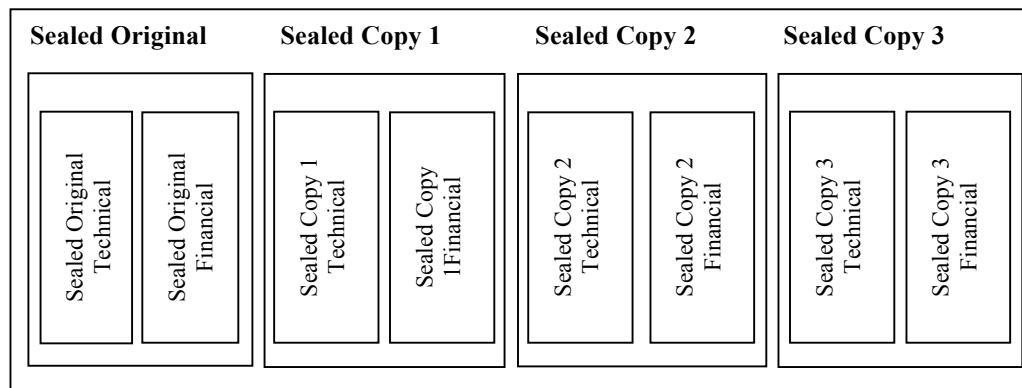 Sealed Original
Sealed Copy 1
Sealed Copy 2
Sealed Copy 3
Sealed Original
Technical
Sealed Original
Financial
Sealed Copy 1
Technical
Sealed Copy
1Financial
Sealed Copy 2
Technical
Sealed Copy 2
Financial
Sealed Copy 3
Technical
Sealed Copy 3
Financial